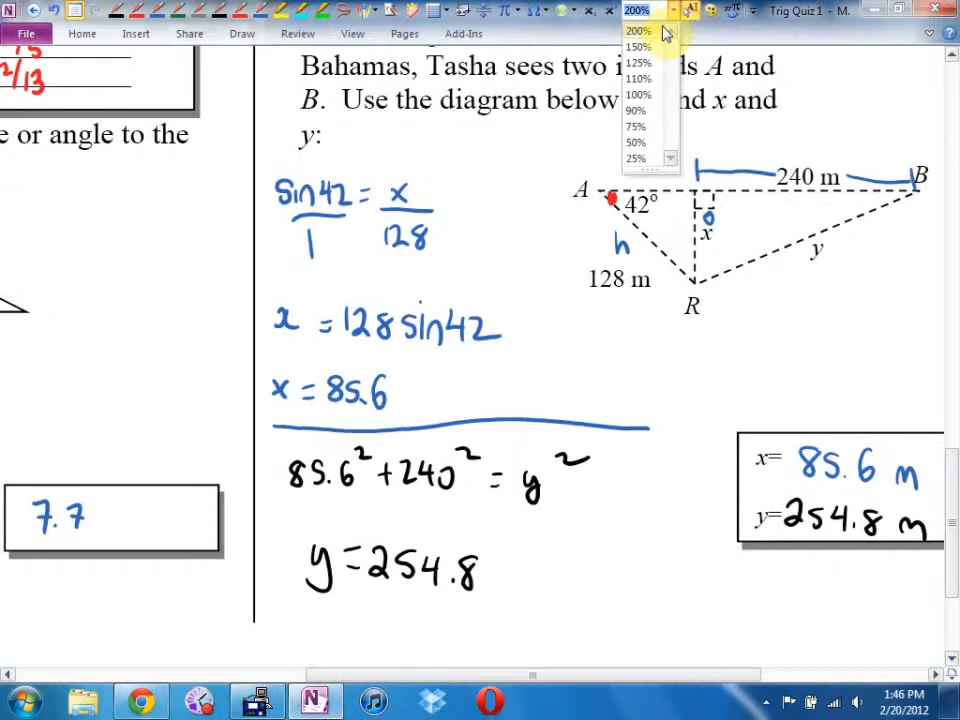 200%
Trig Quiz 1 - M.
File Home Insert Share Draw Review View Pages Add-Ins
200%
150%
125%
110%
100%
90%
75%
50%
25%
2/13
e or angle to the
7.7
Bahamas, Tasha sees two i ds A and
B. Use the diagram below nd x and
y:
Sin42 = x
1 128
x = 128 sin42
x = 85.6
85.6² + 240² = y²
y = 254.8
A
42°
240 m
B
o
x
h
y
128 m
R
x= 85.6 m
y= 254.8 m
1:46 PM
2/20/2012